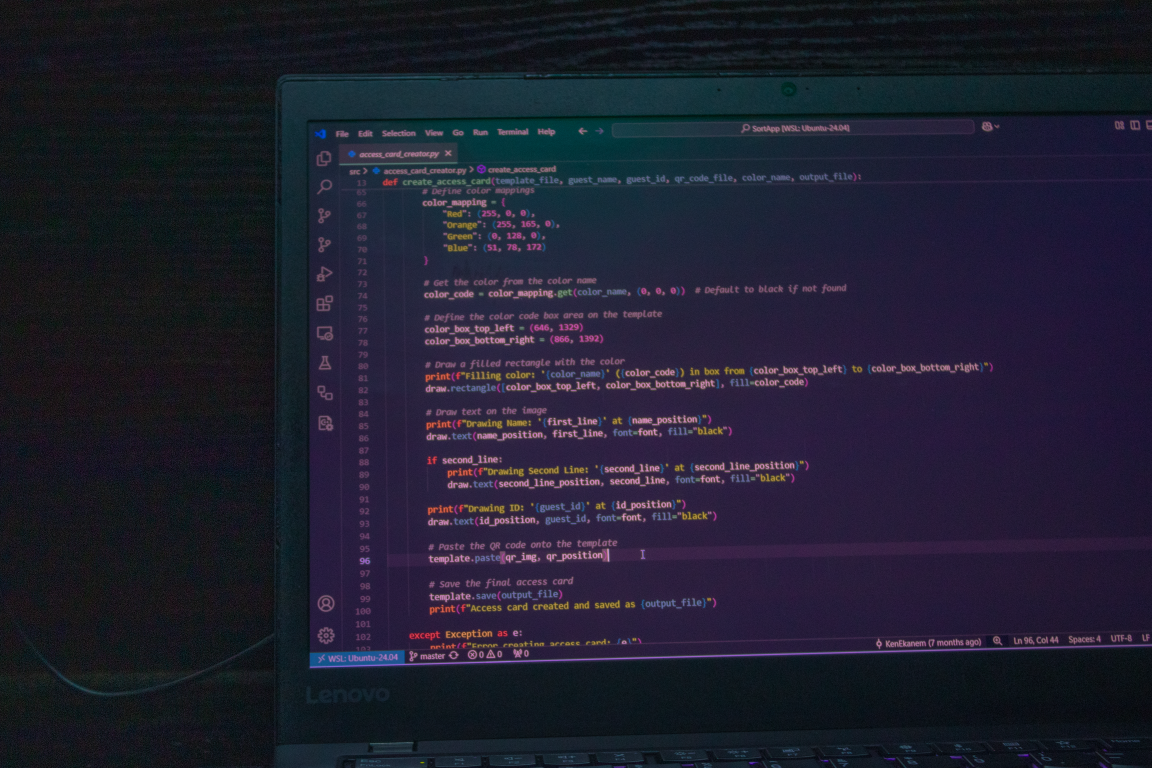 File Edit Selection View Go Run Terminal Help SortApp [WSL: Ubuntu-24.04]
access_card_creator.py
src > access_card_creator.py > create_access_card
13 def create_access_card(template_file, guest_name, guest_id, qr_code_file, color_name, output_file):
65 # Define color mappings
66 color_mapping = {
67 "Red": (255, 0, 0),
68 "Orange": (255, 165, 0),
69 "Green": (0, 128, 0),
70 "Blue": (51, 78, 172)
71 }
72
73 # Get the color from the color name
74 color_code = color_mapping.get(color_name, (0, 0, 0)) # Default to black if not found
75
76 # Define the color code box area on the template
77 color_box_top_left = (646, 1329)
78 color_box_bottom_right = (866, 1392)
79
80 # Draw a filled rectangle with the color
81 print(f"Filling color: '{color_name}' ({color_code}) in box from {color_box_top_left} to {color_box_bottom_right}")
82 draw.rectangle([color_box_top_left, color_box_bottom_right], fill=color_code)
83
84 # Draw text on the image
85 print(f"Drawing Name: '{first_line}' at {name_position}")
86 draw.text(name_position, first_line, font=font, fill="black")
87
88 if second_line:
89 print(f"Drawing Second Line: '{second_line}' at {second_line_position}")
90 draw.text(second_line_position, second_line, font=font, fill="black")
91
92 print(f"Drawing ID: '{guest_id}' at {id_position}")
93 draw.text(id_position, guest_id, font=font, fill="black")
94
95 # Paste the QR code onto the template
96 template.paste(qr_img, qr_position)
97
98 # Save the final access card
99 template.save(output_file)
100 print(f"Access card created and saved as {output_file}")
101
102 except Exception as e:
103 print(f"Error creating access card: {e}")
WSL: Ubuntu-24.04 master 0 0 0 KenEkanem (7 months ago) Ln 96, Col 44 Spaces: 4 UTF-8 LF
Lenovo